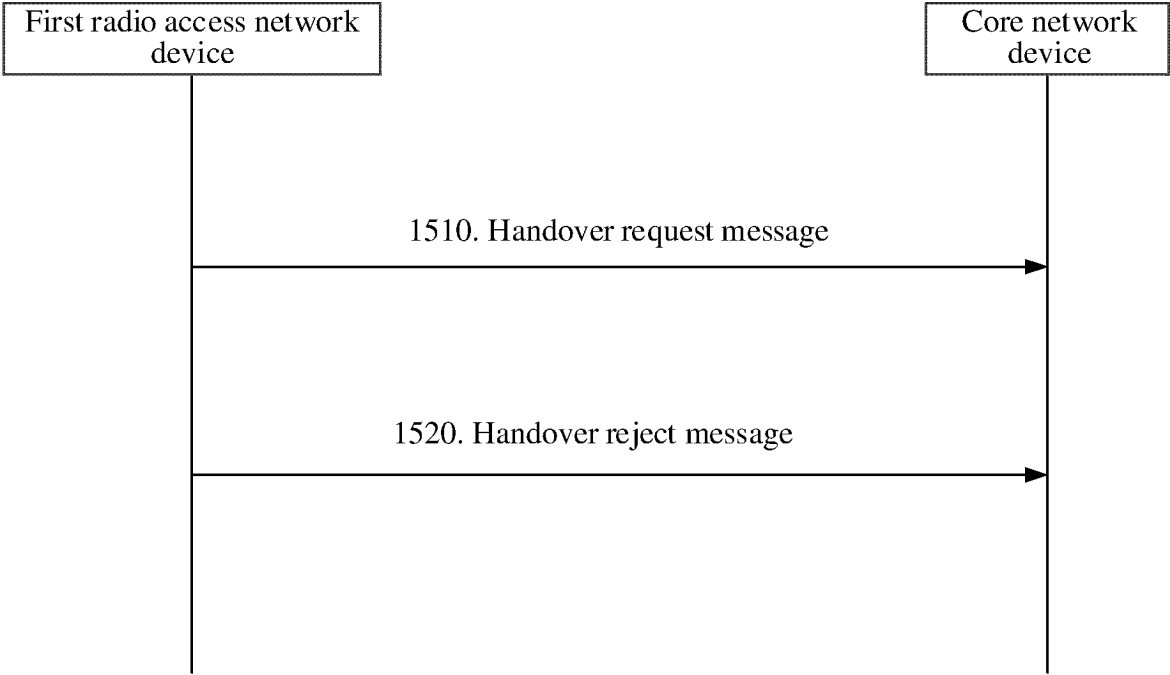 First radio access network
device
Core network
device
1510. Handover request message
1520. Handover reject message